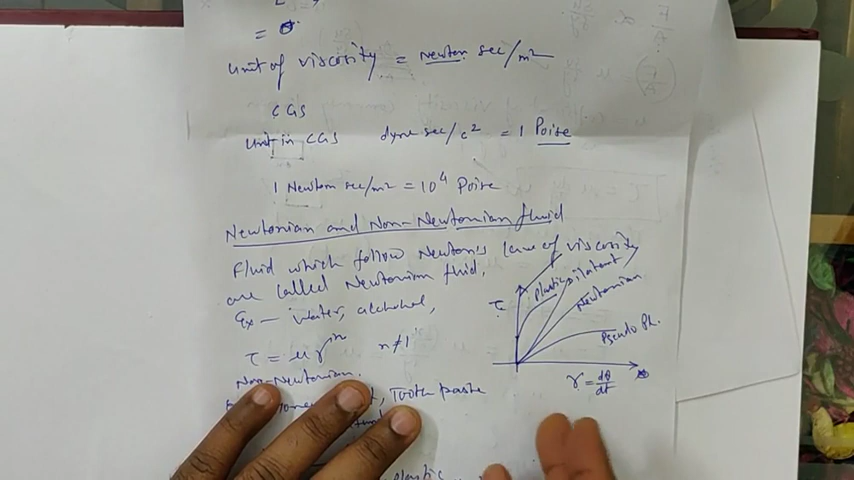 = θ
Unit of viscosity = Newton sec/m²
CGS
Unit in CGS dyne sec/c² = 1 Poise
1 Newton sec/m² = 10⁴ Poise
Newtonian and Non-Newtonian fluid
Fluid which follow Newton's law of viscosity
are called Newtonian fluid.
Ex — water, alcohol,
τ = μ γⁿ n ≠ 1
Non-Newtonian.
Tooth paste
τ
Plastic
Dilatant
Newtonian
Pseudo Pl.
γ = dθ/dt
plastic